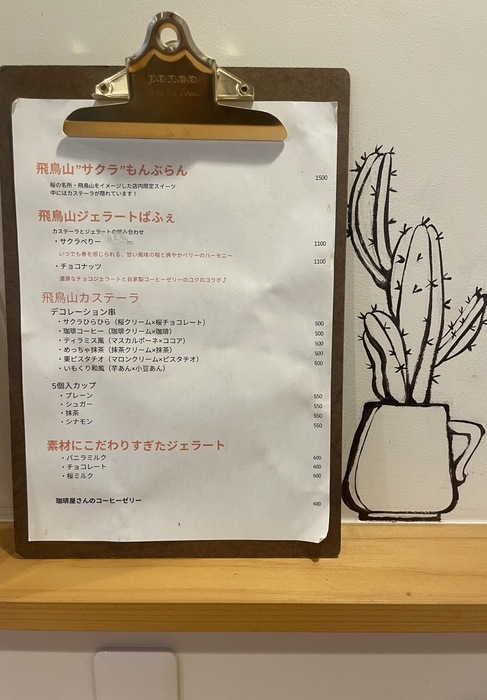 飛鳥山”サクラ”もんぶらん 1500
桜の名所・飛鳥山をイメージした店内限定スイーツ
中にはカステーラが隠れています！
飛鳥山ジェラートぱふぇ
カステーラとジェラートの組み合わせ
・サクラベリー 1100
いつでも春を感じられる、甘い風味の桜と爽やかベリーのハーモニー
・チョコナッツ 1100
濃厚なチョコジェラートと自家製コーヒーゼリーのコクのコラボ♪
飛鳥山カステーラ
デコレーション串
・サクラひらひら（桜クリーム×桜チョコレート） 500
・珈琲コーヒー（珈琲クリーム×珈琲） 500
・ティラミス風（マスカルポーネ×ココア） 500
・めっちゃ抹茶（抹茶クリーム×抹茶） 500
・栗ピスタチオ（マロンクリーム×ピスタチオ） 500
・いもくり和風（芋あん×小豆あん）
5個入カップ
・プレーン 550
・シュガー 550
・抹茶 550
・シナモン 550
素材にこだわりすぎたジェラート
・バニラミルク 600
・チョコレート 600
・桜ミルク 600
珈琲屋さんのコーヒーゼリー 600